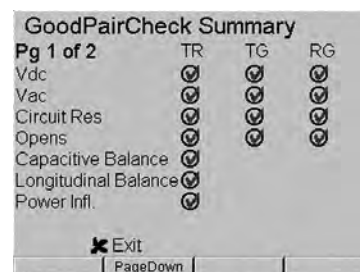 GoodPairCheck Summary
Pg 1 of 2 TR TG RG
Vdc
Vac
Circuit Res
Opens
Capacitive Balance
Longitudinal Balance
Power Infl.
Exit
PageDown